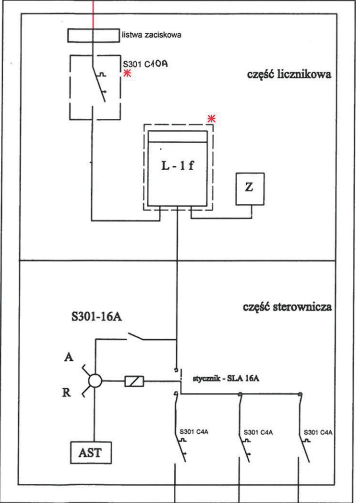 listwa zaciskowa
S301 C10A
część licznikowa
L - 1 f
Z
część sterownicza
S301-16A
A
stycznik - SLA 16A
R
S301 C4A
S301 C4A
S301 C4A
AST